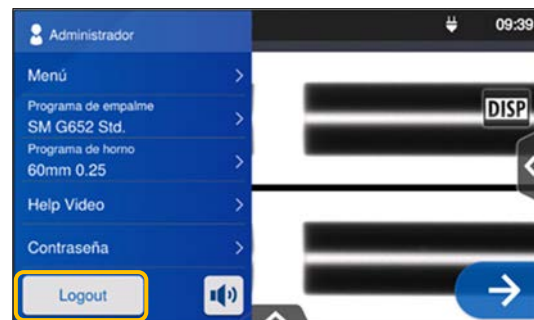 Administrador
09:39
Menú
Programa de empalme
SM G652 Std.
DISP
Programa de horno
60mm 0.25
Help Video
Contraseña
Logout